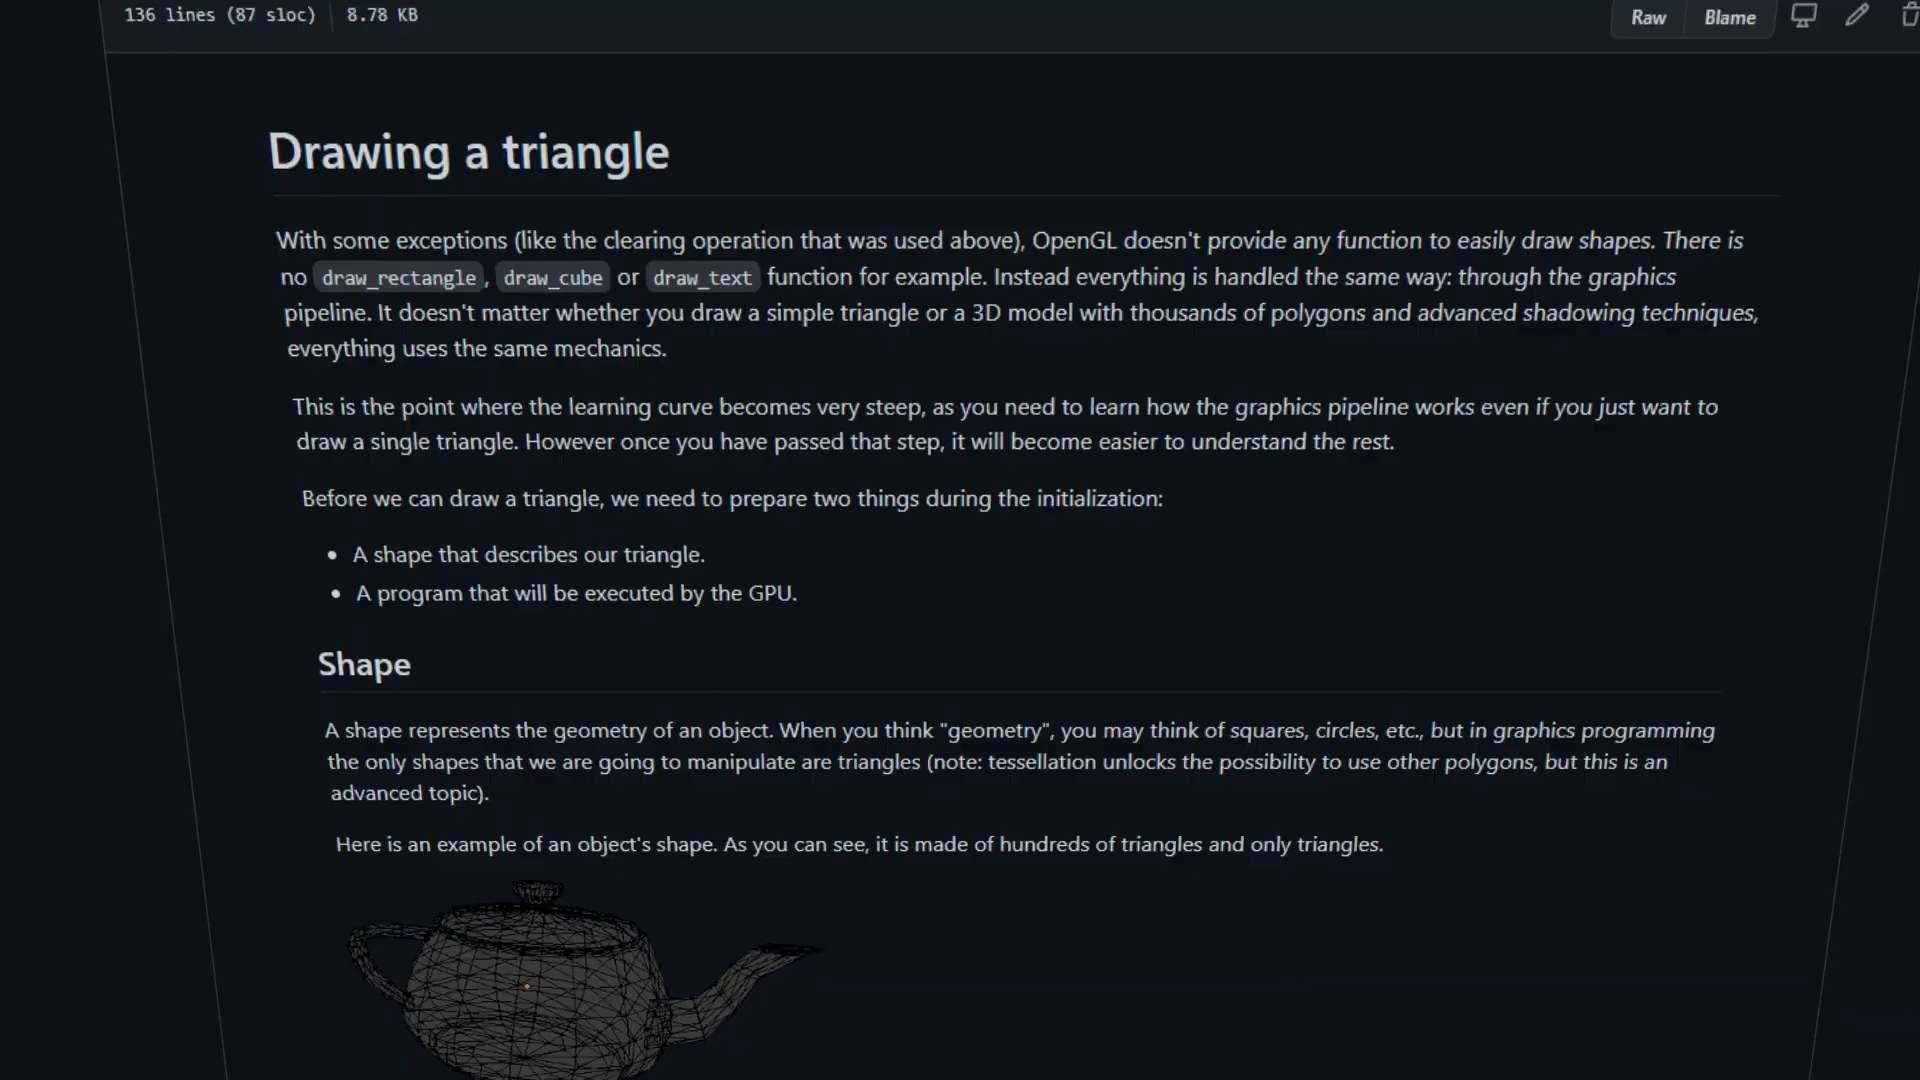 136 lines (87 sloc) 8.78 KB
Raw Blame
Drawing a triangle
With some exceptions (like the clearing operation that was used above), OpenGL doesn't provide any function to easily draw shapes. There is
no draw_rectangle, draw_cube or draw_text function for example. Instead everything is handled the same way: through the graphics
pipeline. It doesn't matter whether you draw a simple triangle or a 3D model with thousands of polygons and advanced shadowing techniques,
everything uses the same mechanics.
This is the point where the learning curve becomes very steep, as you need to learn how the graphics pipeline works even if you just want to
draw a single triangle. However once you have passed that step, it will become easier to understand the rest.
Before we can draw a triangle, we need to prepare two things during the initialization:
• A shape that describes our triangle.
• A program that will be executed by the GPU.
Shape
A shape represents the geometry of an object. When you think "geometry", you may think of squares, circles, etc., but in graphics programming
the only shapes that we are going to manipulate are triangles (note: tessellation unlocks the possibility to use other polygons, but this is an
advanced topic).
Here is an example of an object's shape. As you can see, it is made of hundreds of triangles and only triangles.